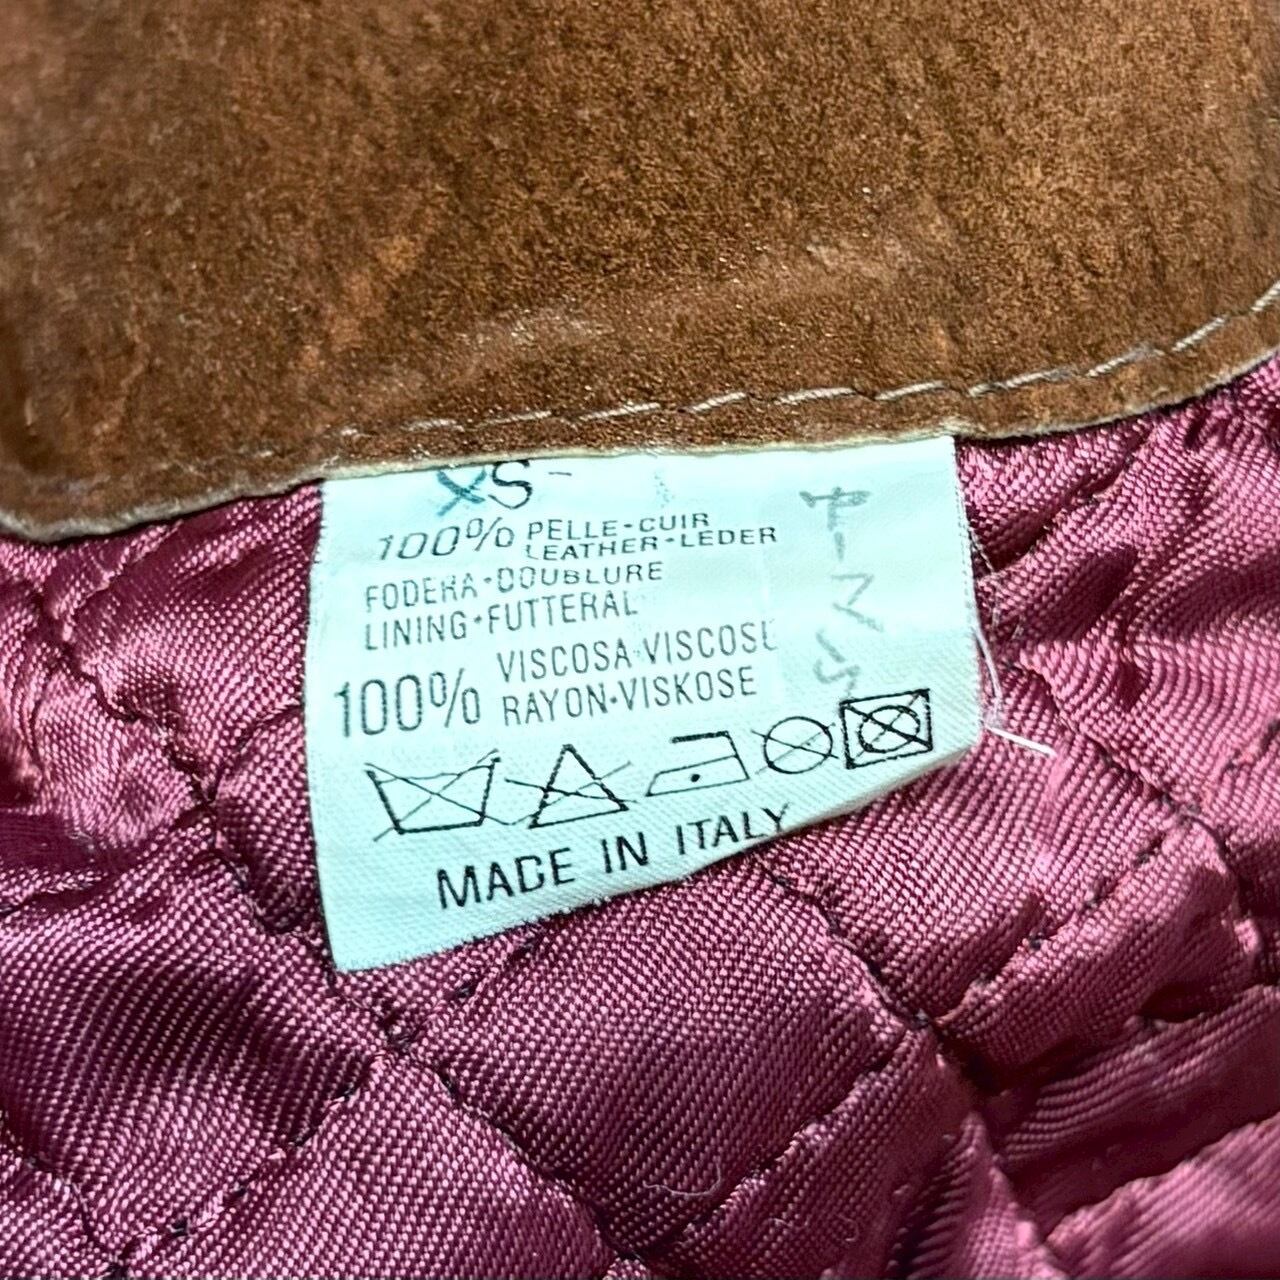 XS-
100% PELLE-CUIR
LEATHER•LEDER
FODERA•DOUBLURE
LINING•FUTTERAL
100% VISCOSA•VISCOSE
RAYON•VISKOSE
MADE IN ITALY